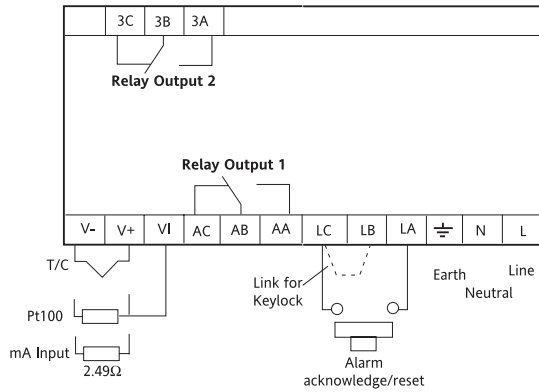 3C 3B 3A
Relay Output 2
Relay Output 1
V- V+ VI AC AB AA LC LB LA N L
T/C
Link for
Keylock
Earth
Line
Neutral
Pt100
mA Input
2.49Ω
Alarm
acknowledge/reset